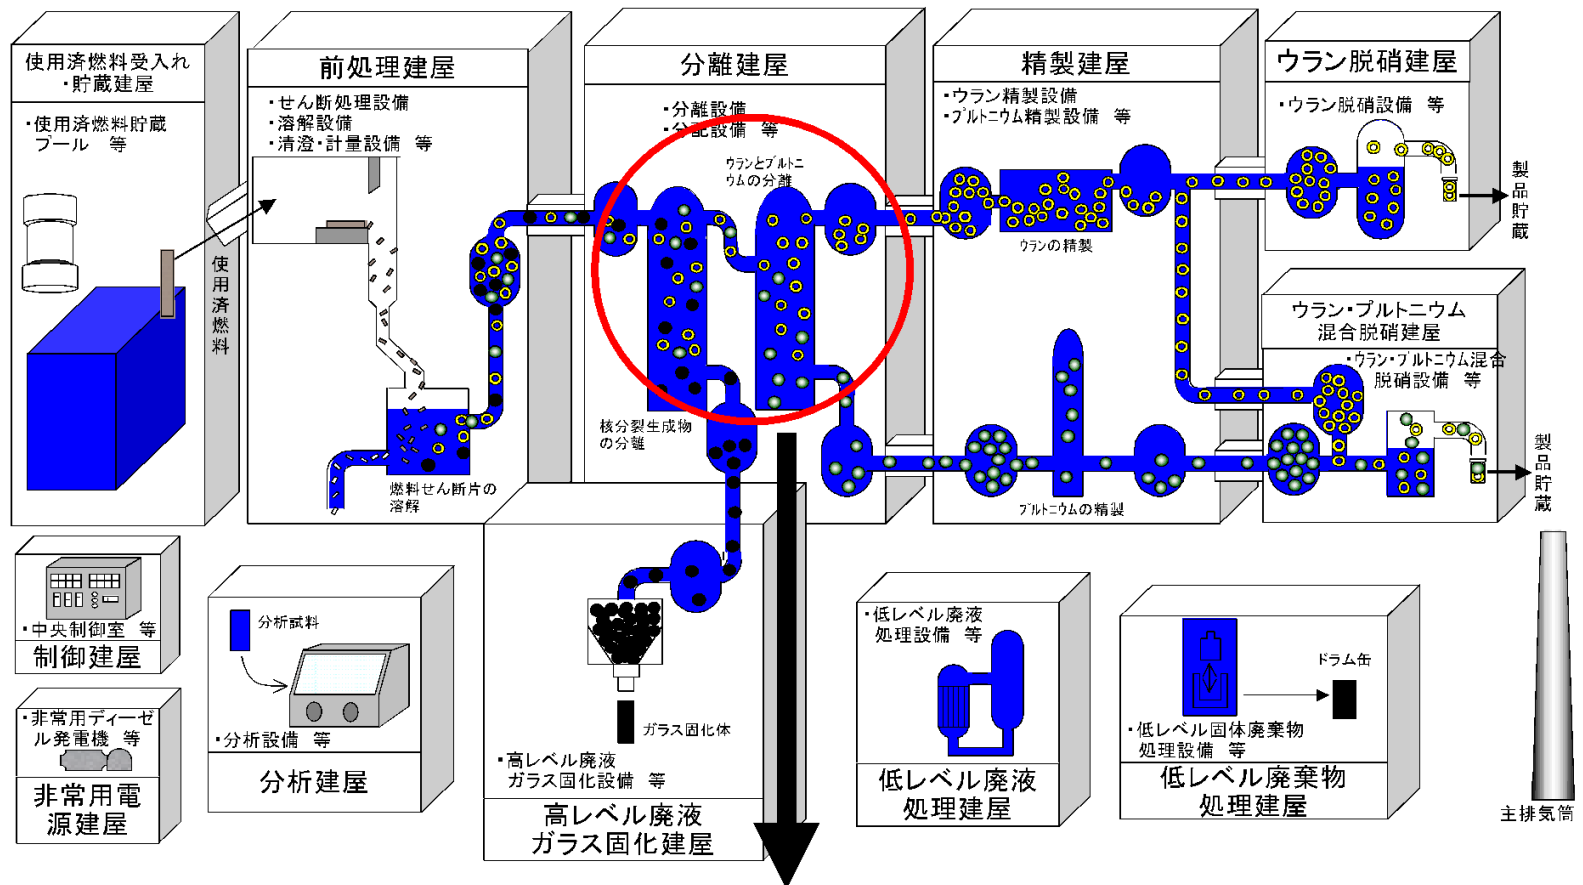 使用済燃料受入れ
・貯蔵建屋
・使用済燃料貯蔵
プール 等
使用済燃料
前処理建屋
・せん断処理設備
・溶解設備
・清澄・計量設備 等
燃料せん断片の
溶解
分離建屋
・分離設備
・分配設備 等
ウランとプルトニ
ウムの分離
核分裂生成物
の分離
精製建屋
・ウラン精製設備
・プルトニウム精製設備 等
ウランの精製
プルトニウムの精製
ウラン脱硝建屋
・ウラン脱硝設備 等
製品貯蔵
ウラン・プルトニウム
混合脱硝建屋
・ウラン・プルトニウム混合
脱硝設備 等
製品貯蔵
・中央制御室 等
制御建屋
・非常用ディーゼ
ル発電機 等
非常用電
源建屋
分析試料
・分析設備 等
分析建屋
ガラス固化体
・高レベル廃液
ガラス固化設備 等
高レベル廃液
ガラス固化建屋
・低レベル廃液
処理設備 等
低レベル廃液
処理建屋
ドラム缶
・低レベル固体廃棄物
処理設備 等
低レベル廃棄物
処理建屋
主排気筒